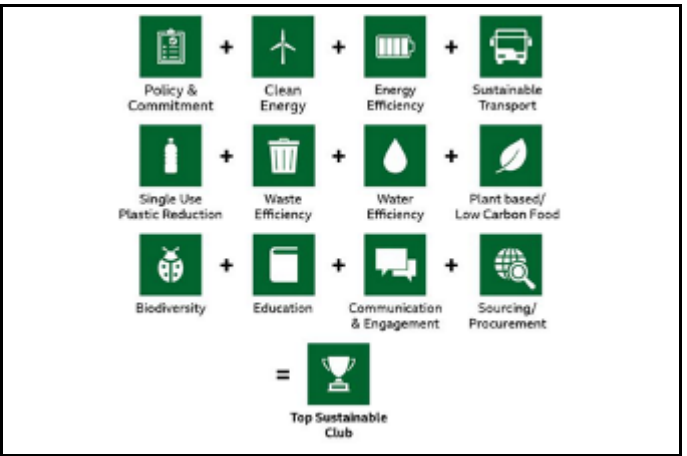 + + +
Policy &
Commitment
Clean
Energy
Energy
Efficiency
Sustainable
Transport
+ + +
Single Use
Plastic Reduction
Waste
Efficiency
Water
Efficiency
Plant based/
Low Carbon Food
+ + +
Biodiversity
Education
Communication
& Engagement
Sourcing/
Procurement
=
Top Sustainable
Club